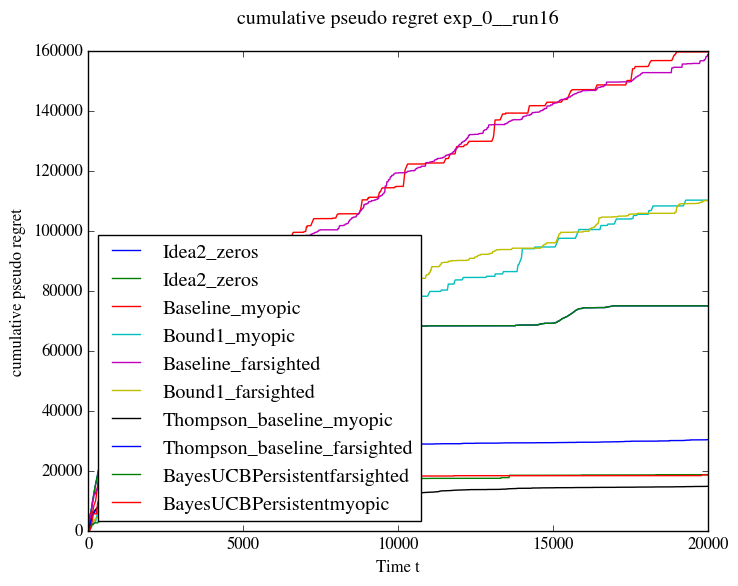 cumulative pseudo regret exp_0__run16
160000
140000
120000
100000
80000
60000
40000
20000
0
cumulative pseudo regret
Idea2_zeros
Idea2_zeros
Baseline_myopic
Bound1_myopic
Baseline_farsighted
Bound1_farsighted
Thompson_baseline_myopic
Thompson_baseline_farsighted
BayesUCBPersistentfarsighted
BayesUCBPersistentmyopic
0 5000 10000 15000 20000
Time t